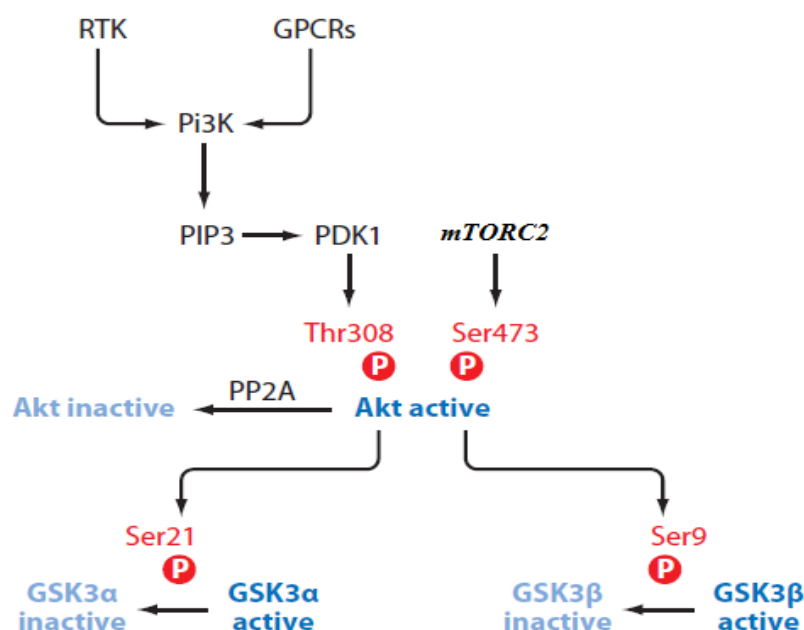 RTK GPCRs
Pi3K
PIP3 PDK1 mTORC2
Thr308 Ser473
P P
PP2A
Akt inactive Akt active
Ser21 Ser9
P P
GSK3α GSK3α GSK3β GSK3β
inactive active inactive active